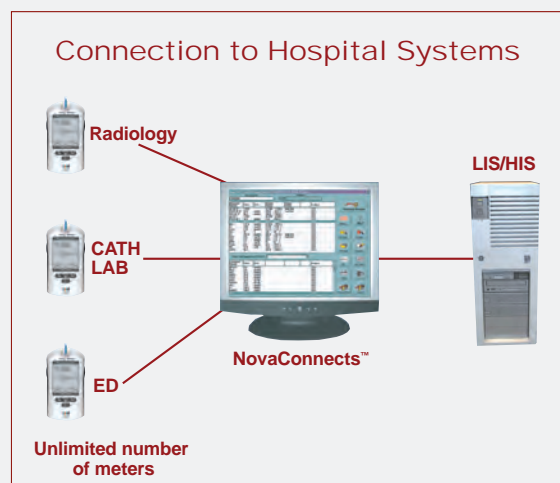 Connection to Hospital Systems
Radiology
LIS/HIS
CATH
LAB
NovaConnects™
ED
Unlimited number
of meters